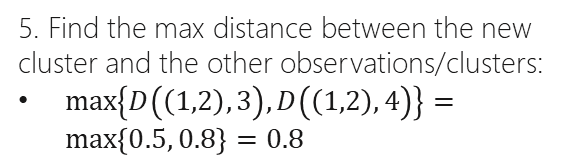 5. Find the max distance between the new
cluster and the other observations/clusters:
• max{D((1,2),3),D((1,2),4)} =
max{0.5,0.8} = 0.8